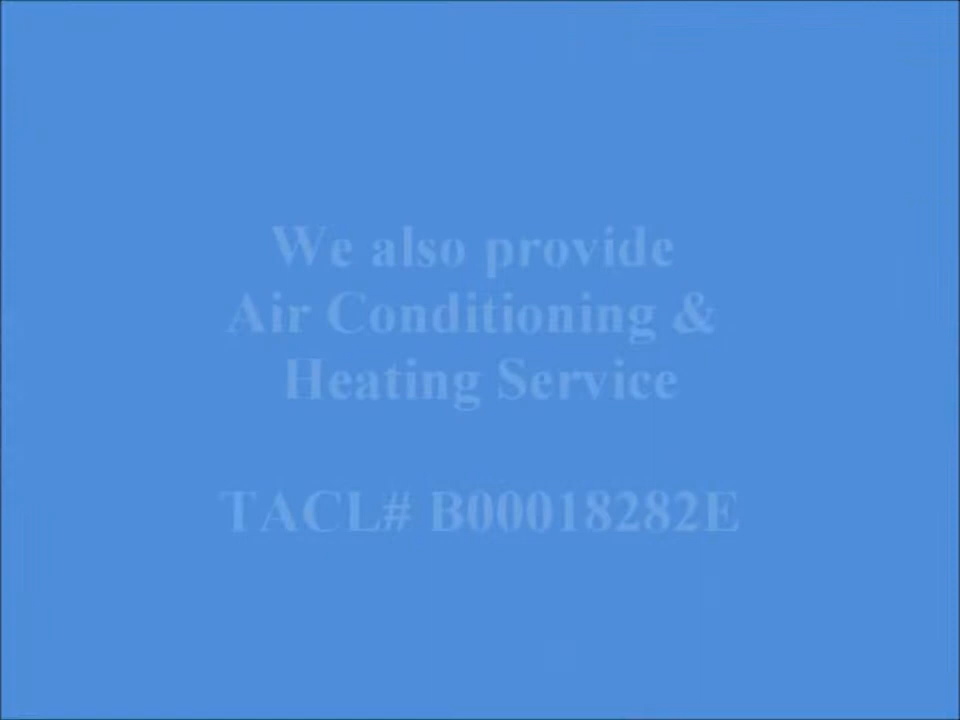 We also provide
Air Conditioning &
Heating Service
TACL# B00018282E